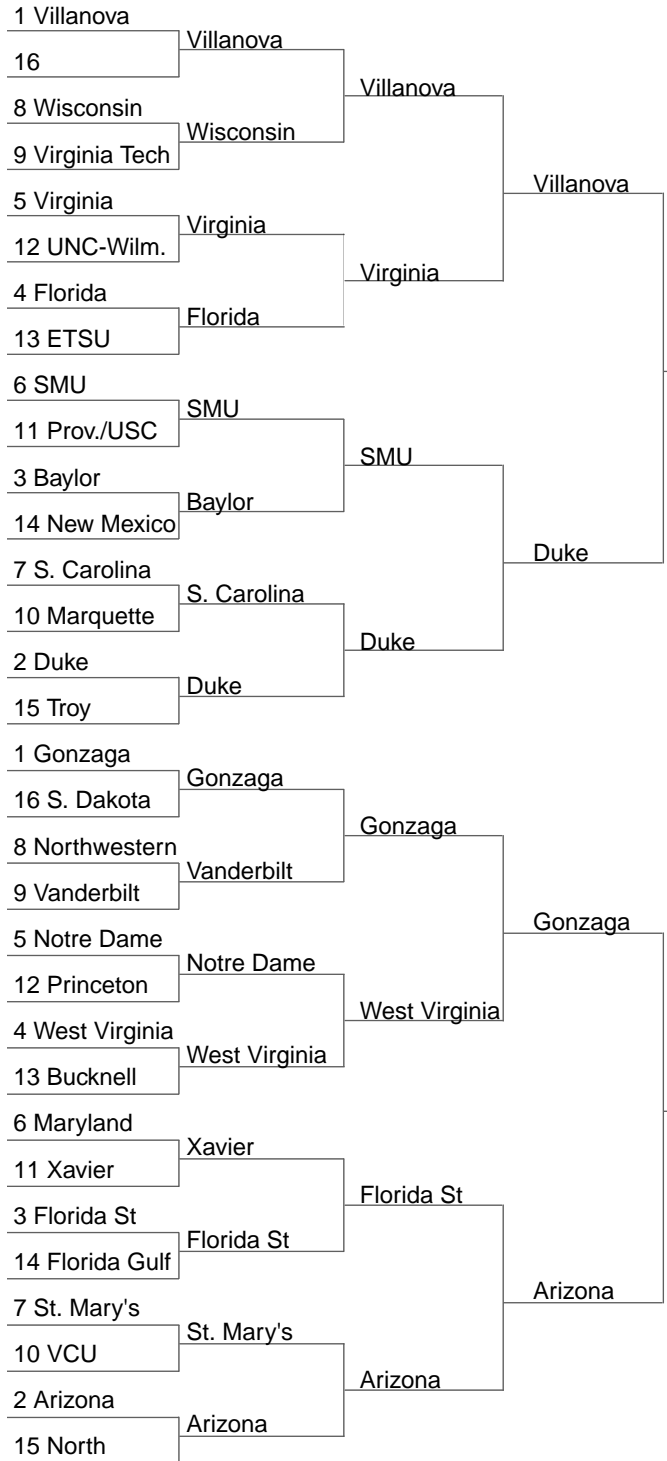 1 Villanova
Villanova
16
Villanova
8 Wisconsin
Wisconsin
9 Virginia Tech
Villanova
5 Virginia
Virginia
12 UNC-Wilm.
Virginia
4 Florida
Florida
13 ETSU
6 SMU
SMU
11 Prov./USC
SMU
3 Baylor
Baylor
14 New Mexico
Duke
7 S. Carolina
S. Carolina
10 Marquette
Duke
2 Duke
Duke
15 Troy
1 Gonzaga
Gonzaga
16 S. Dakota
Gonzaga
8 Northwestern
Vanderbilt
9 Vanderbilt
Gonzaga
5 Notre Dame
Notre Dame
12 Princeton
West Virginia
4 West Virginia
West Virginia
13 Bucknell
6 Maryland
Xavier
11 Xavier
Florida St
3 Florida St
Florida St
14 Florida Gulf
Arizona
7 St. Mary's
St. Mary's
10 VCU
Arizona
2 Arizona
Arizona
15 North